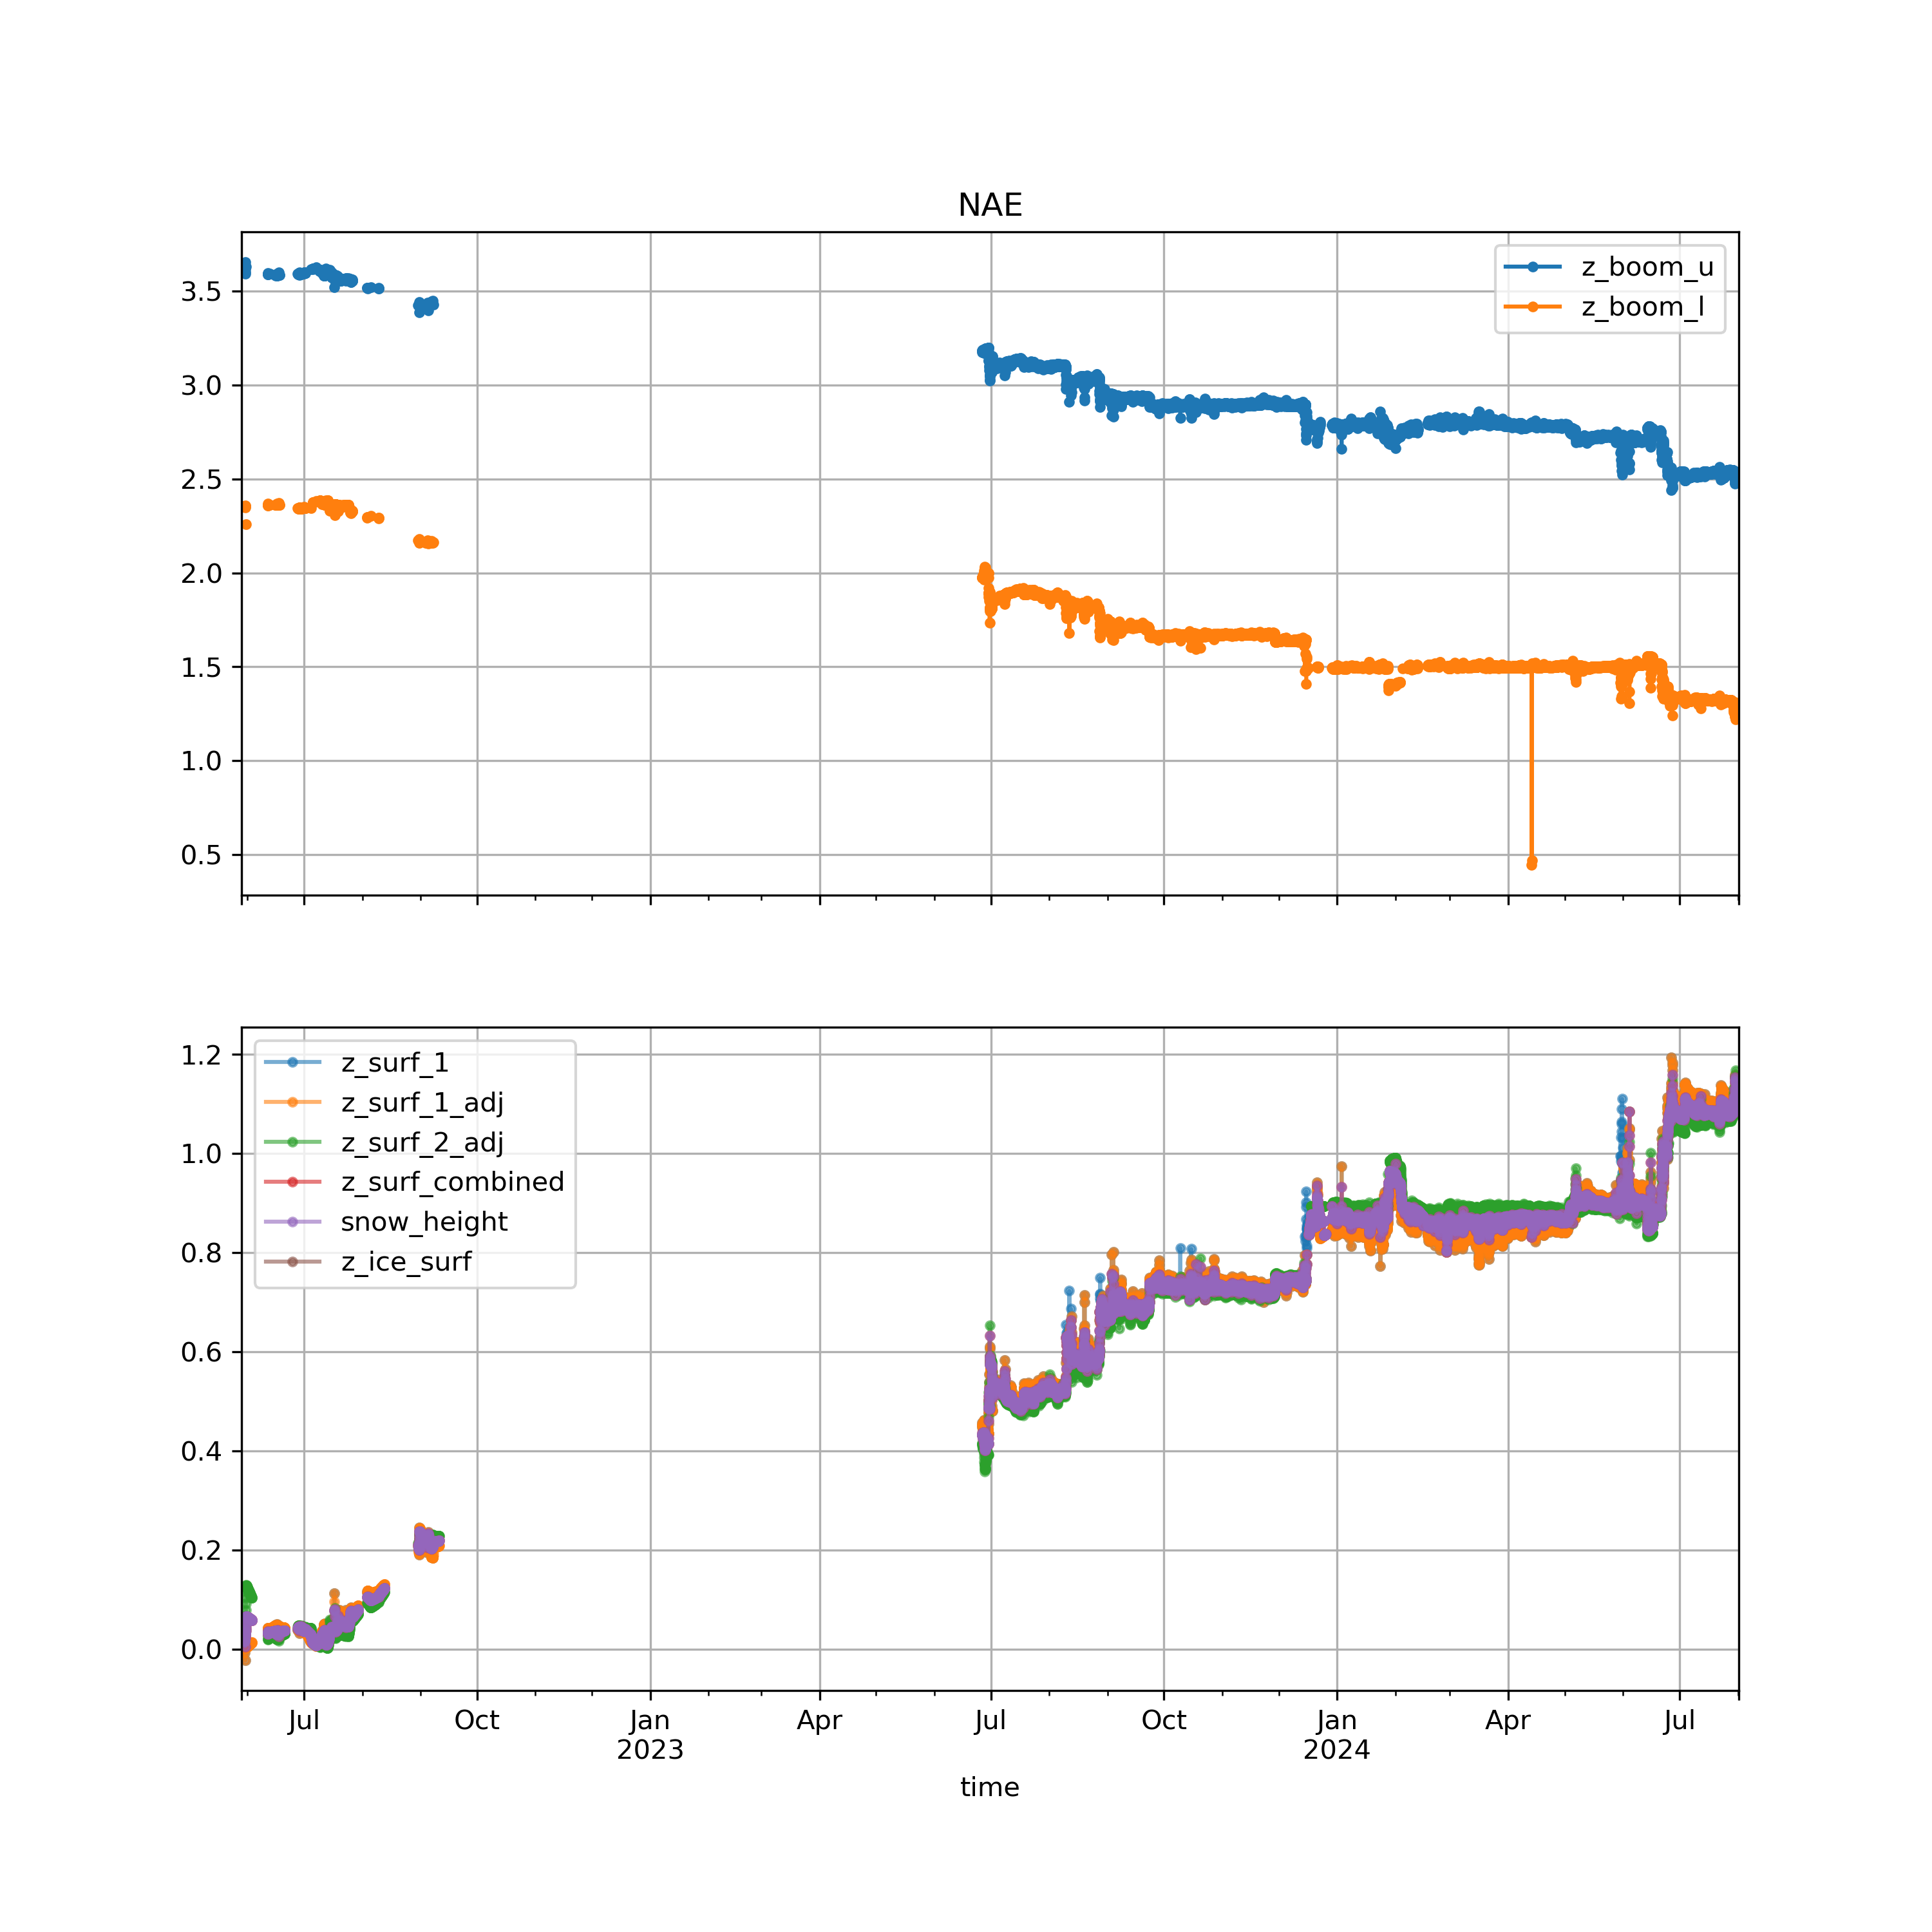 NAE
z_boom_u
z_boom_l
3.5
3.0
2.5
2.0
1.5
1.0
0.5
z_surf_1
z_surf_1_adj
z_surf_2_adj
z_surf_combined
snow_height
z_ice_surf
1.2
1.0
0.8
0.6
0.4
0.2
0.0
Jul Oct Jan Apr Jul Oct Jan Apr Jul
2023 2024
time